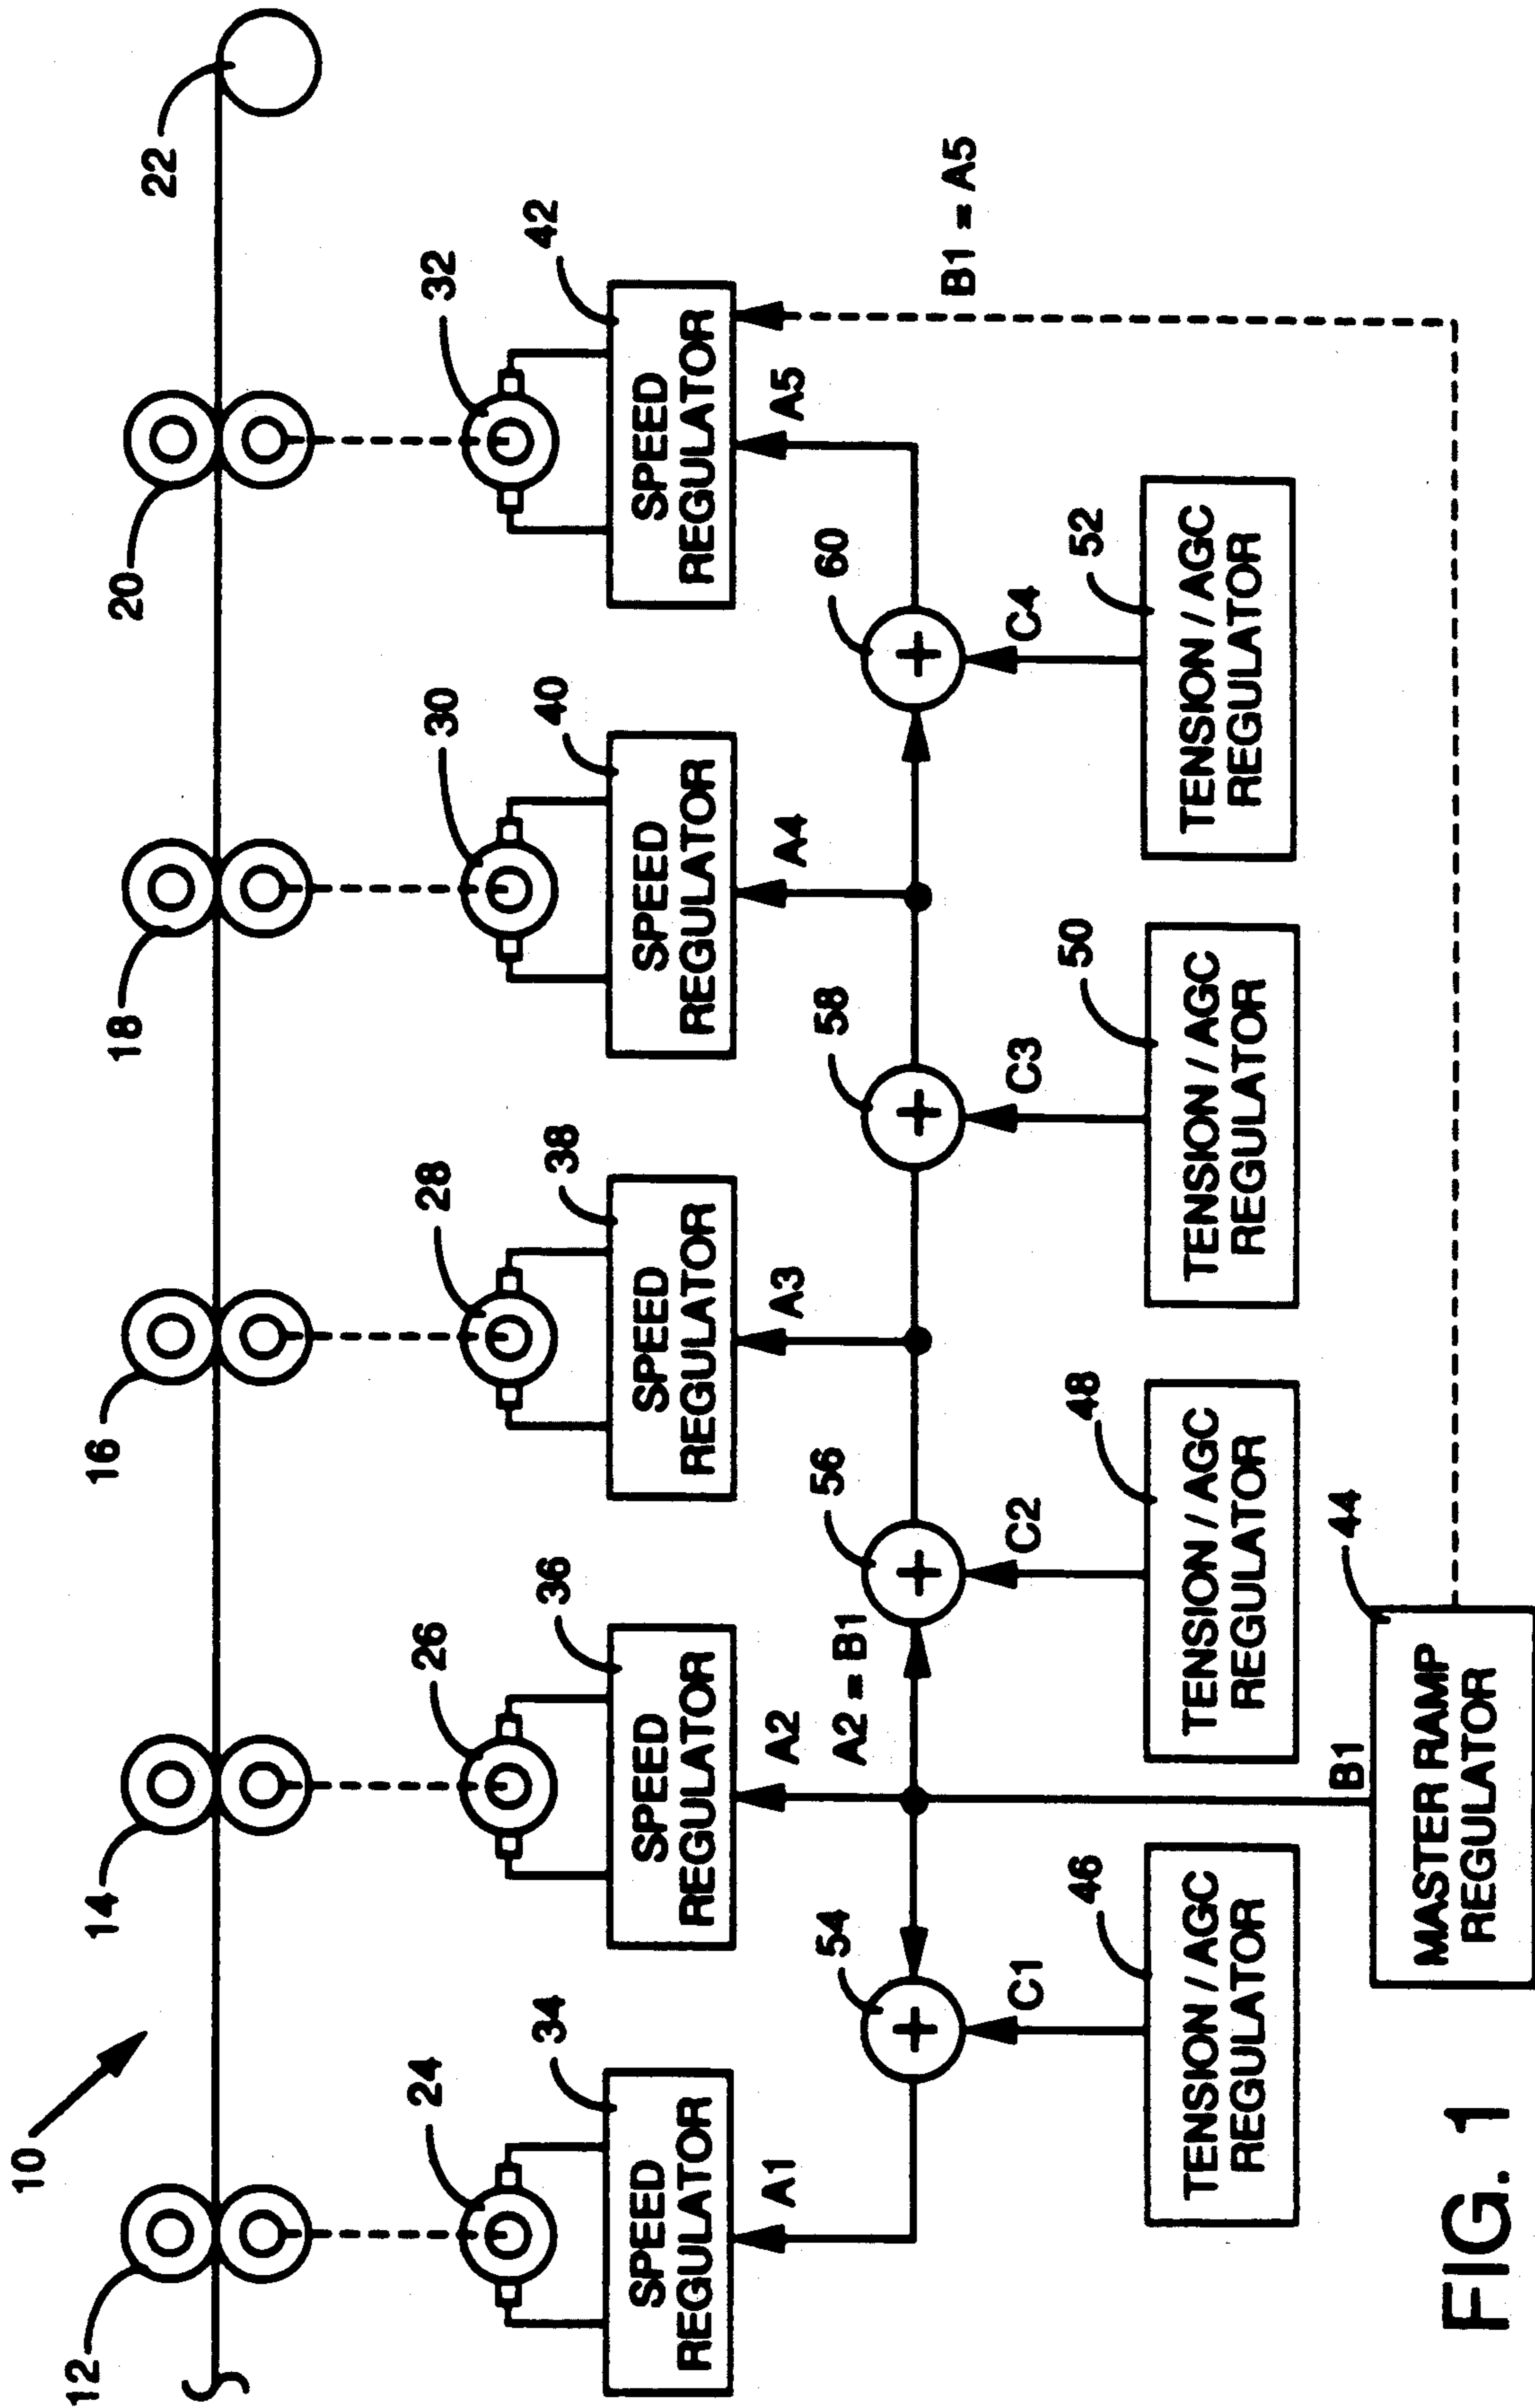 10
12
14
16
18
20
22
24
26
28
30
32
34
36
38
40
42
SPEED
REGULATOR
SPEED
REGULATOR
SPEED
REGULATOR
SPEED
REGULATOR
SPEED
REGULATOR
A1
A2
A3
A4
A5
A2 = B1
B1 = A5
54
56
58
60
+
+
+
+
C1
C2
C3
C4
46
48
50
52
TENSION / AGC
REGULATOR
TENSION / AGC
REGULATOR
TENSION / AGC
REGULATOR
TENSION / AGC
REGULATOR
B1
44
MASTER RAMP
REGULATOR
FIG. 1